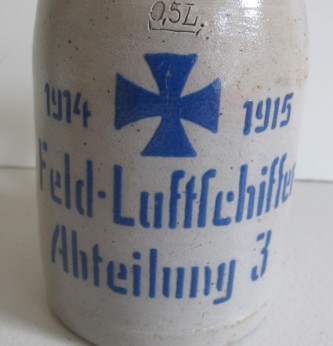 0,5L.
1914 1915
Feld-Luftſchiffer
Abteilung 3